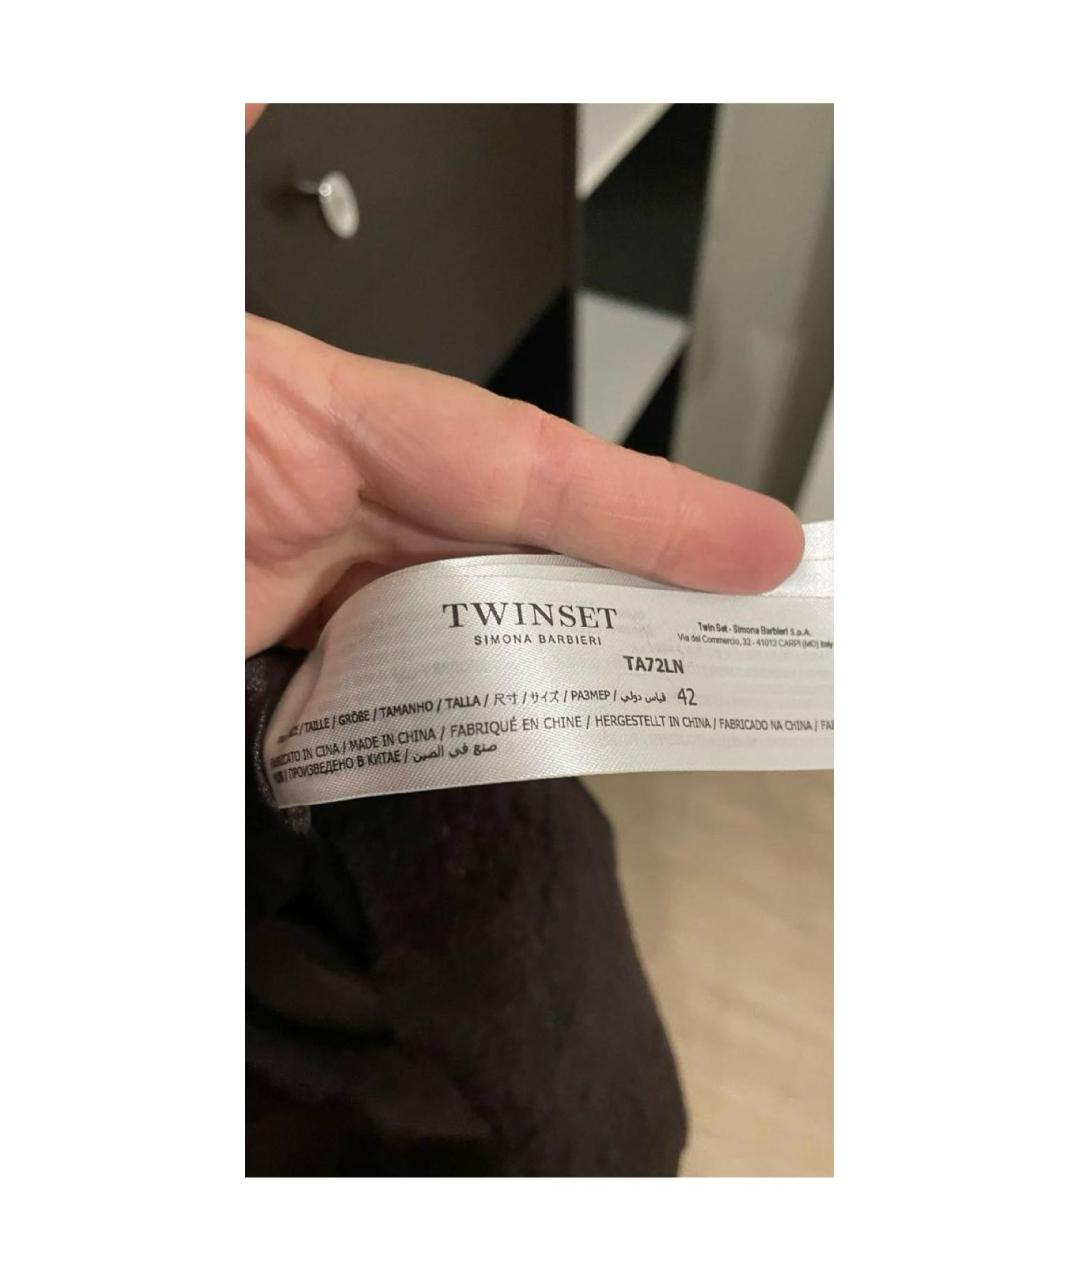 TWINSET
SIMONA BARBIERI
Twin Set - Simona Barbieri S.p.A.
Via del Commercio, 32 - 41012 CARPI (MO) Italy
TA72LN
/ TAILLE / GRÖBE / TAMANHO / TALLA / 尺寸 / サイズ / РАЗМЕР / قياس دولي 42
FABBRICATO IN CINA / MADE IN CHINA / FABRIQUÉ EN CHINE / HERGESTELLT IN CHINA / FABRICADO NA CHINA /
/ ПРОИЗВЕДЕНО В КИТАЕ / صنع في الصين